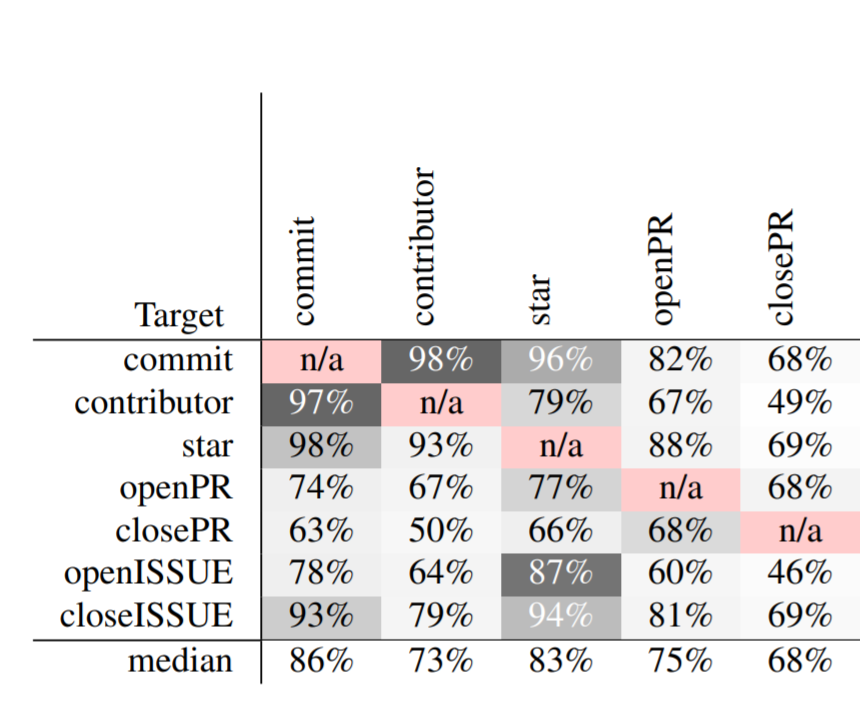 Target commit contributor star openPR closePR
commit n/a 98% 96% 82% 68%
contributor 97% n/a 79% 67% 49%
star 98% 93% n/a 88% 69%
openPR 74% 67% 77% n/a 68%
closePR 63% 50% 66% 68% n/a
openISSUE 78% 64% 87% 60% 46%
closeISSUE 93% 79% 94% 81% 69%
median 86% 73% 83% 75% 68%